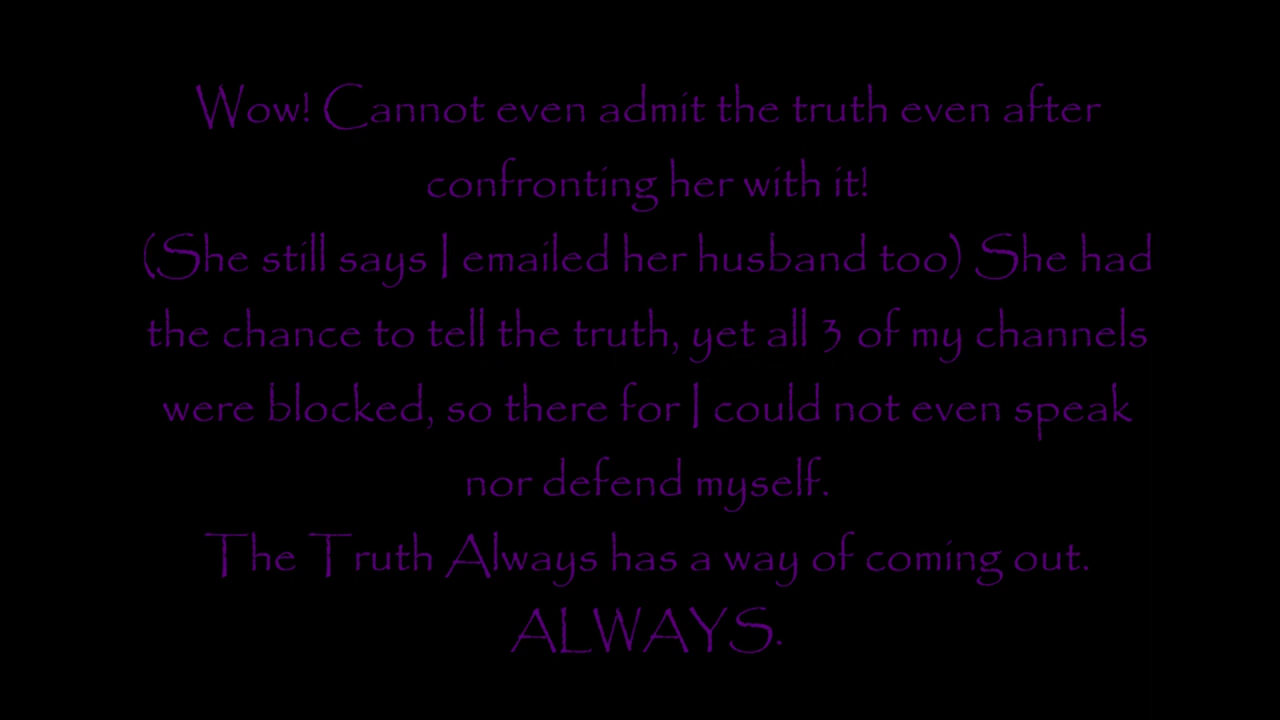 Wow! Cannot even admit the truth even after
confronting her with it!
(She still says I emailed her husband too) She had
the chance to tell the truth, yet all 3 of my channels
were blocked, so there for I could not even speak
nor defend myself.
The Truth Always has a way of coming out.
ALWAYS.